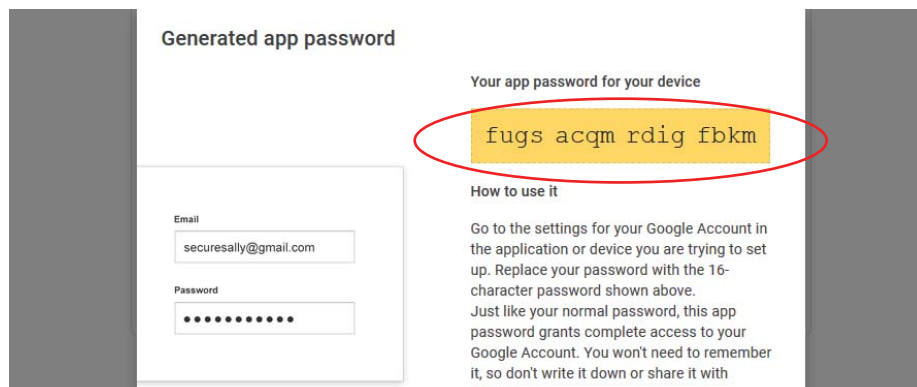 Generated app password
Your app password for your device
fugs acqm rdig fbkm
How to use it
Go to the settings for your Google Account in
the application or device you are trying to set
up. Replace your password with the 16-
character password shown above.
Just like your normal password, this app
password grants complete access to your
Google Account. You won't need to remember
it, so don't write it down or share it with
Email
securesally@gmail.com
Password
●●●●●●●●●●●